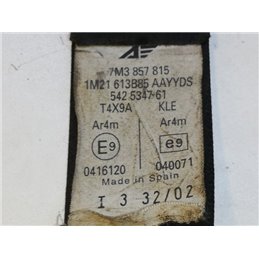 7M3 857 815
1M21 613B85 AAYYDS
542 5347 61
T4X9A KLE
Ar4m Ar4m
E9 e9
0416120 040071
Made in Spain
I 3 32/02